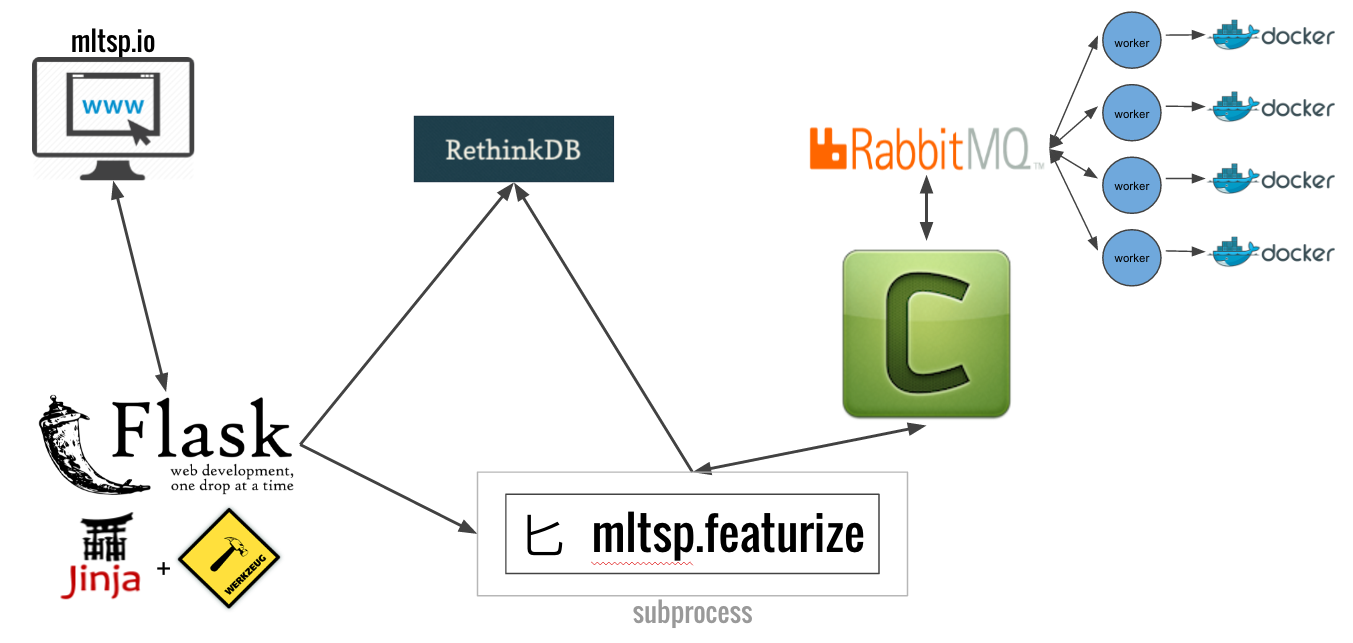 mltsp.io
www
RethinkDB
RabbitMQ™
worker
docker
worker
docker
worker
docker
worker
docker
C
Flask
web development,
one drop at a time
Jinja
+
WERKZEUG
ヒ mltsp.featurize
subprocess